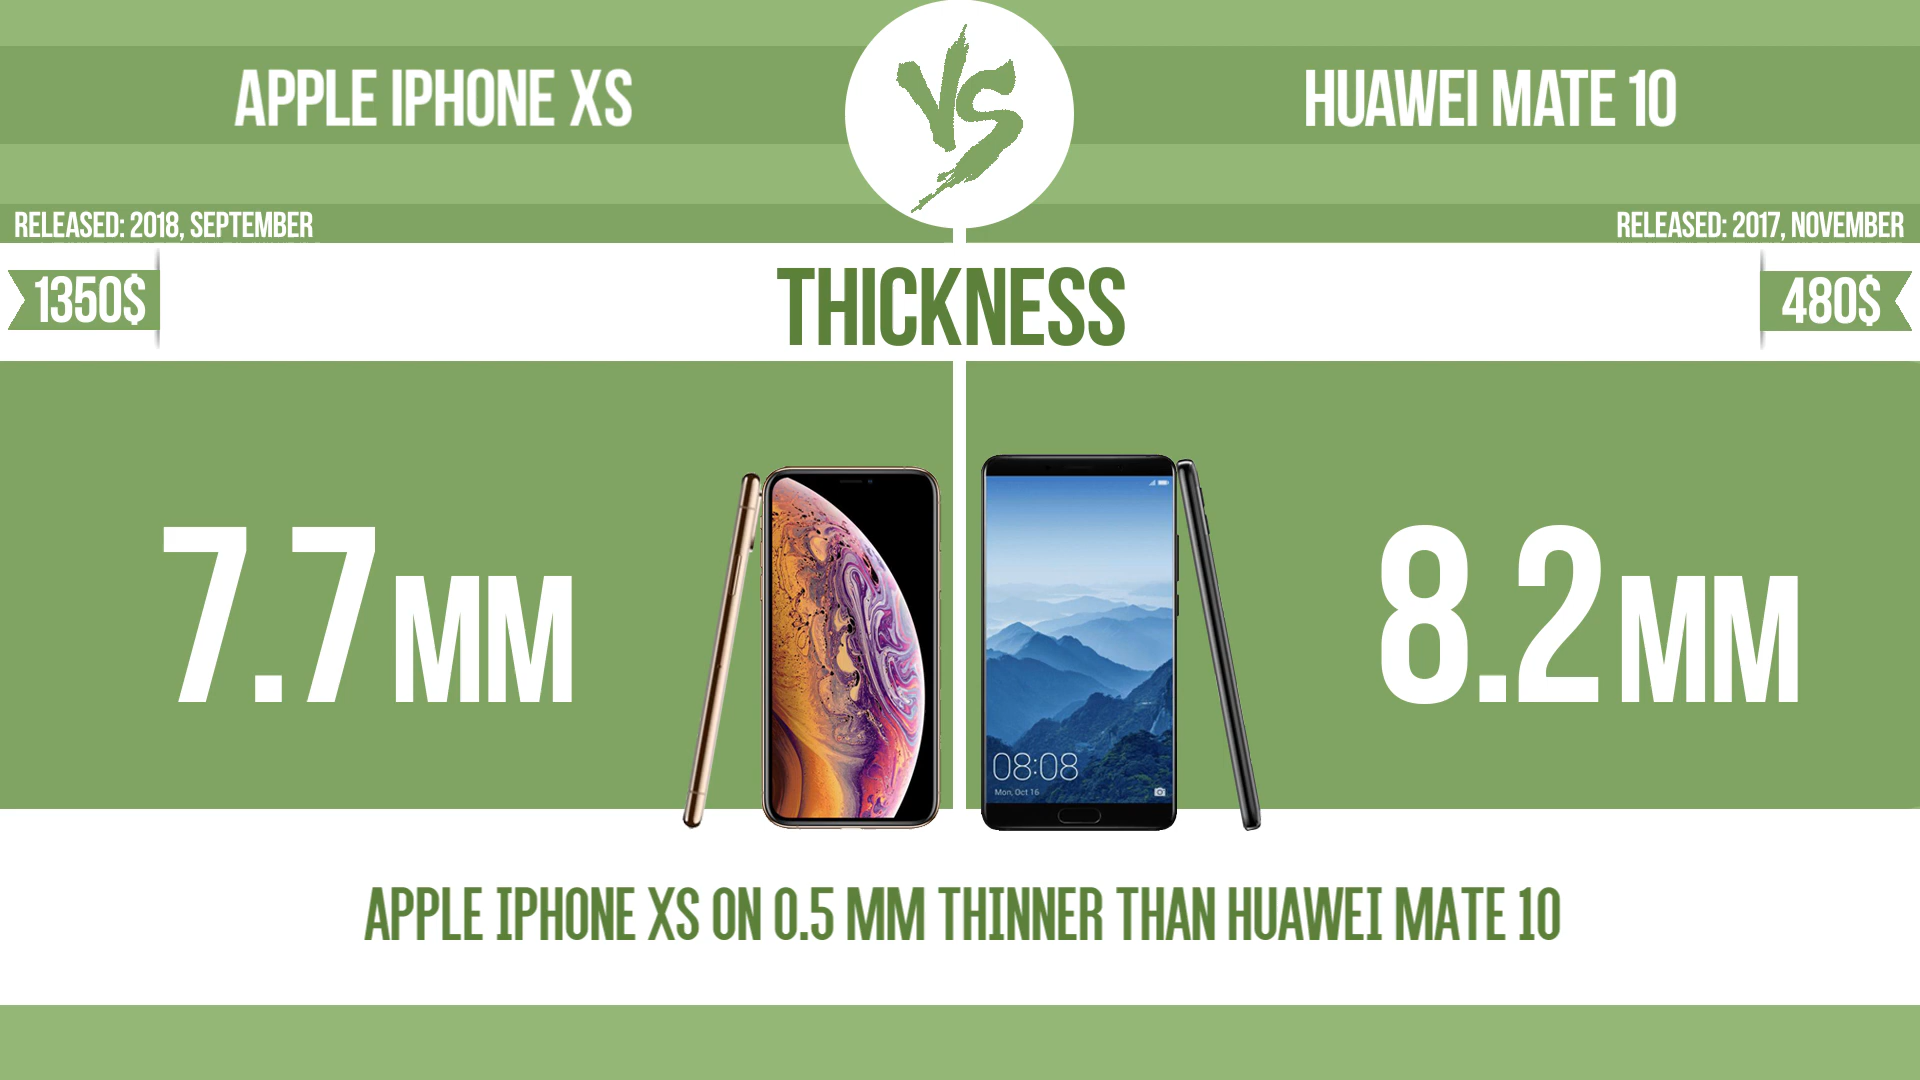 APPLE IPHONE XS
VS
HUAWEI MATE 10
RELEASED: 2018, SEPTEMBER
RELEASED: 2017, NOVEMBER
1350$
THICKNESS
480$
7.7MM
8.2MM
08:08
Mon, Oct 16
APPLE IPHONE XS ON 0.5 MM THINNER THAN HUAWEI MATE 10